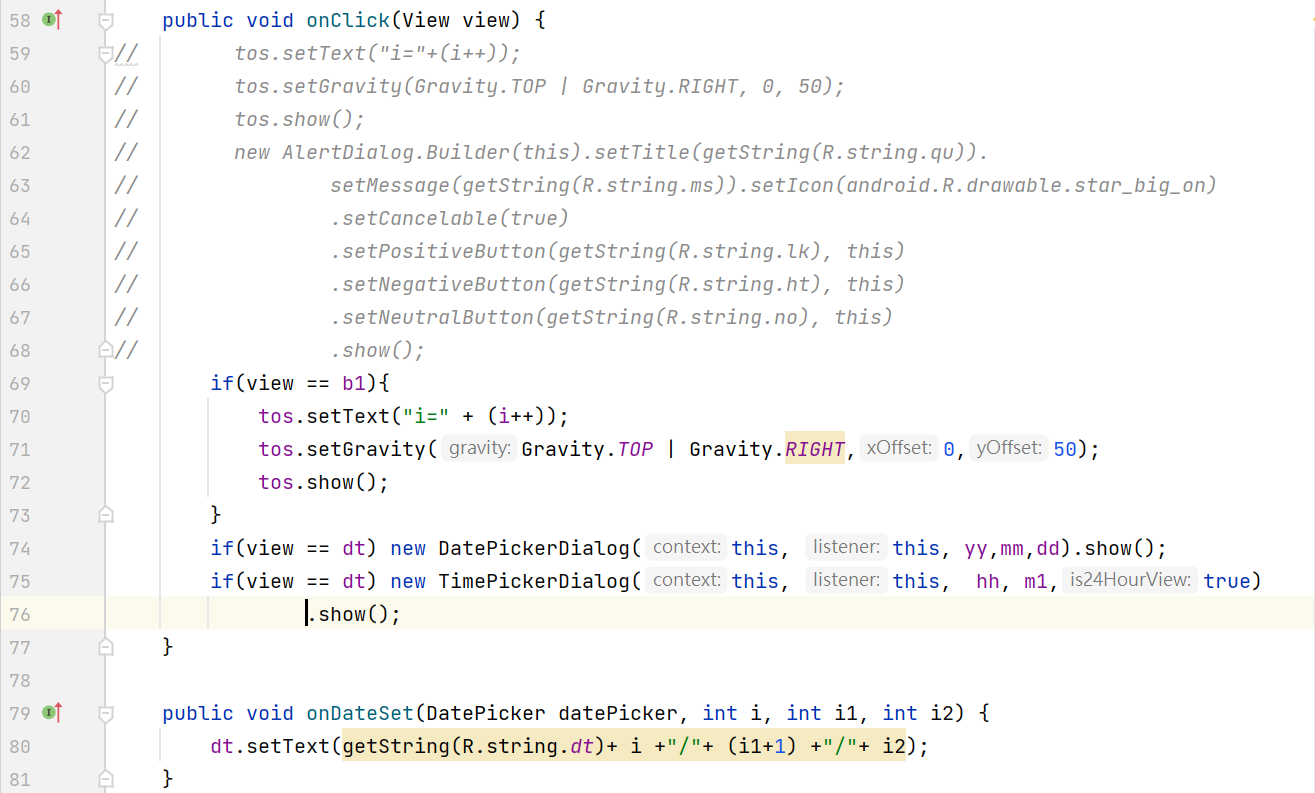 58 public void onClick(View view) {
59 // tos.setText("i="+(i++));
60 // tos.setGravity(Gravity.TOP | Gravity.RIGHT, 0, 50);
61 // tos.show();
62 // new AlertDialog.Builder(this).setTitle(getString(R.string.qu)).
63 // setMessage(getString(R.string.ms)).setIcon(android.R.drawable.star_big_on)
64 // .setCancelable(true)
65 // .setPositiveButton(getString(R.string.lk), this)
66 // .setNegativeButton(getString(R.string.ht), this)
67 // .setNeutralButton(getString(R.string.no), this)
68 // .show();
69 if(view == b1){
70 tos.setText("i=" + (i++));
71 tos.setGravity( gravity: Gravity.TOP | Gravity.RIGHT, xOffset: 0, yOffset: 50);
72 tos.show();
73 }
74 if(view == dt) new DatePickerDialog( context: this, listener: this, yy,mm,dd).show();
75 if(view == dt) new TimePickerDialog( context: this, listener: this, hh, m1, is24HourView: true)
76 .show();
77 }
78
79 public void onDateSet(DatePicker datePicker, int i, int i1, int i2) {
80 dt.setText(getString(R.string.dt)+ i +"/"+ (i1+1) +"/"+ i2);
81 }